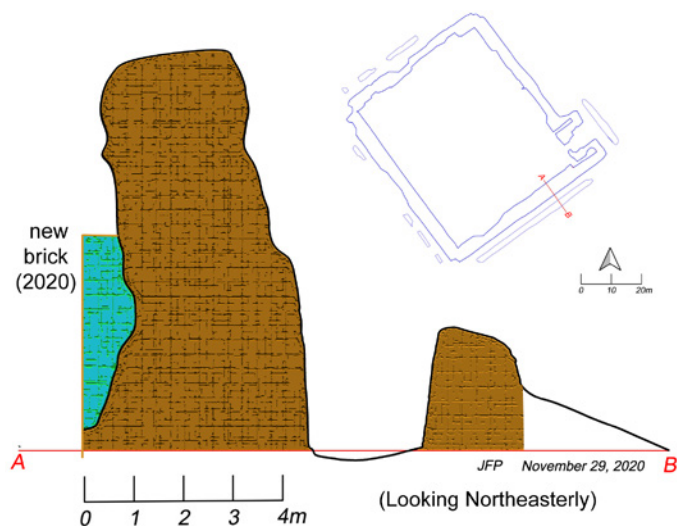 new
brick
(2020)
A
B
0 10 20m
A
JFP November 29, 2020
B
0 1 2 3 4m
(Looking Northeasterly)